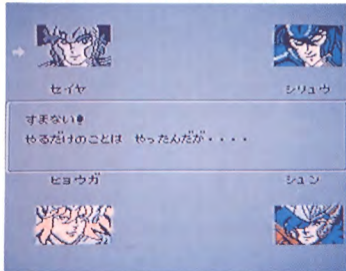 セイヤ
シリュウ
すまない!
やるだけのことは やったんだが・・・・
ヒョウガ
シュン